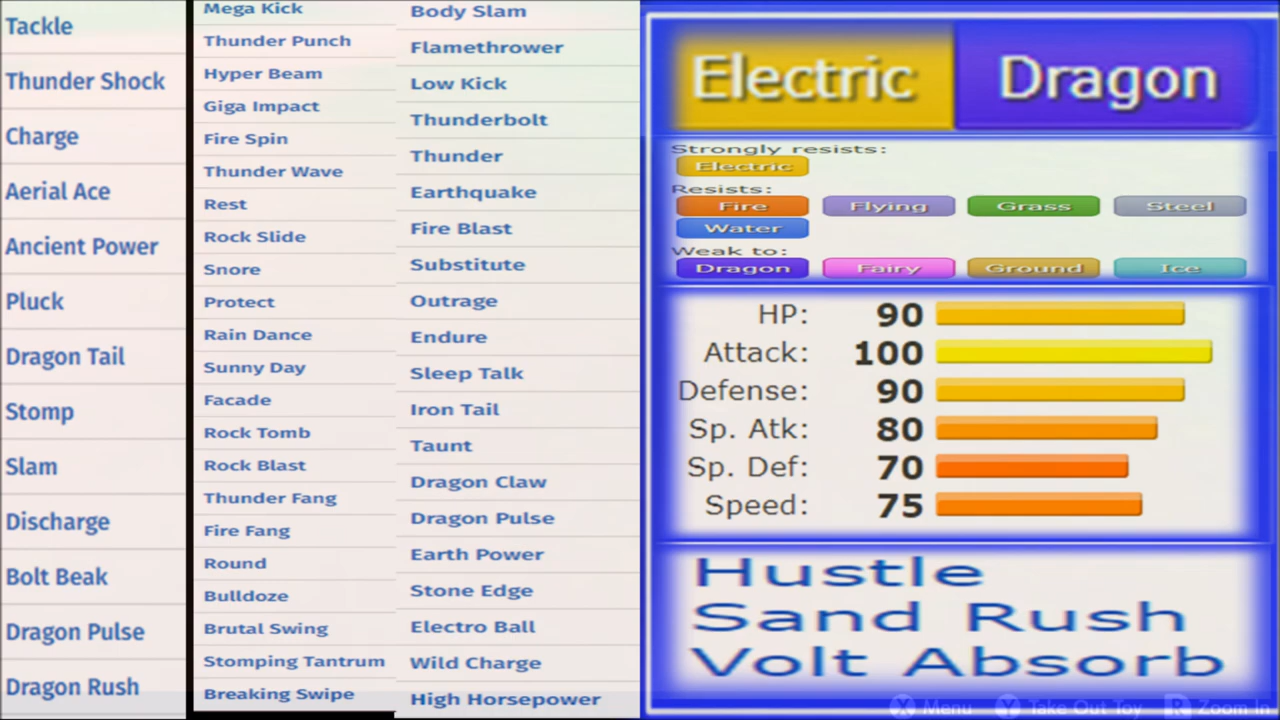 Tackle
Thunder Shock
Charge
Aerial Ace
Ancient Power
Pluck
Dragon Tail
Stomp
Slam
Discharge
Bolt Beak
Dragon Pulse
Dragon Rush
Mega Kick
Thunder Punch
Hyper Beam
Giga Impact
Fire Spin
Thunder Wave
Rest
Rock Slide
Snore
Protect
Rain Dance
Sunny Day
Facade
Rock Tomb
Rock Blast
Thunder Fang
Fire Fang
Round
Bulldoze
Brutal Swing
Stomping Tantrum
Breaking Swipe
Body Slam
Flamethrower
Low Kick
Thunderbolt
Thunder
Earthquake
Fire Blast
Substitute
Outrage
Endure
Sleep Talk
Iron Tail
Taunt
Dragon Claw
Dragon Pulse
Earth Power
Stone Edge
Electro Ball
Wild Charge
High Horsepower
Electric Dragon
Strongly resists:
Electric
Resists:
Fire Flying Grass Steel
Water
Weak to:
Dragon Fairy Ground Ice
HP: 90
Attack: 100
Defense: 90
Sp. Atk: 80
Sp. Def: 70
Speed: 75
Hustle
Sand Rush
Volt Absorb
X Menu Y Take Out Toy R Zoom In